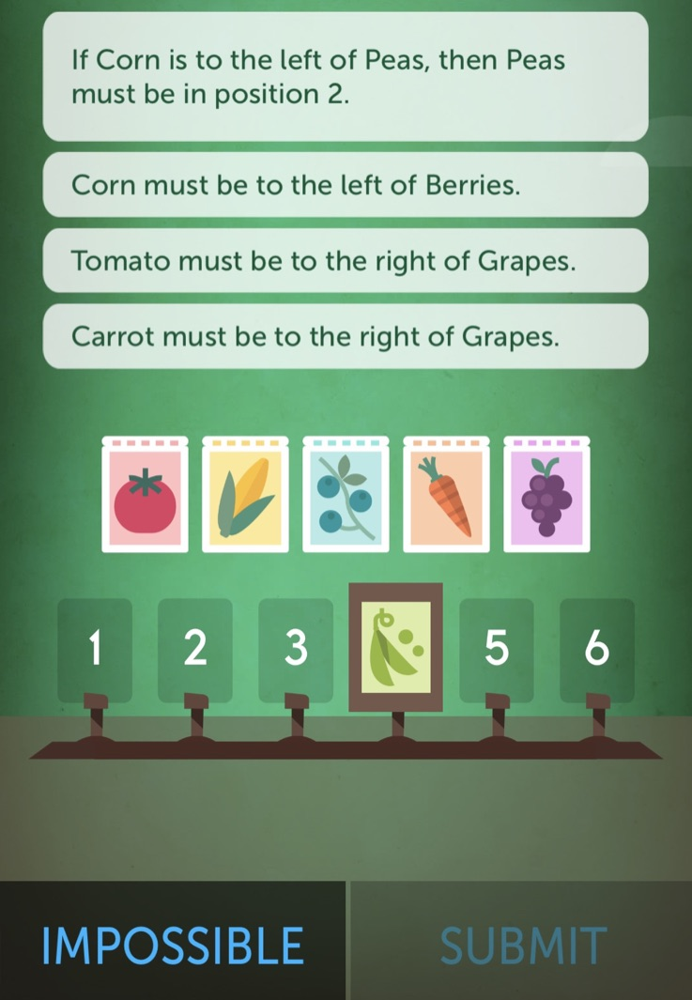 If Corn is to the left of Peas, then Peas
must be in position 2.
Corn must be to the left of Berries.
Tomato must be to the right of Grapes.
Carrot must be to the right of Grapes.
1 2 3 5 6
IMPOSSIBLE SUBMIT